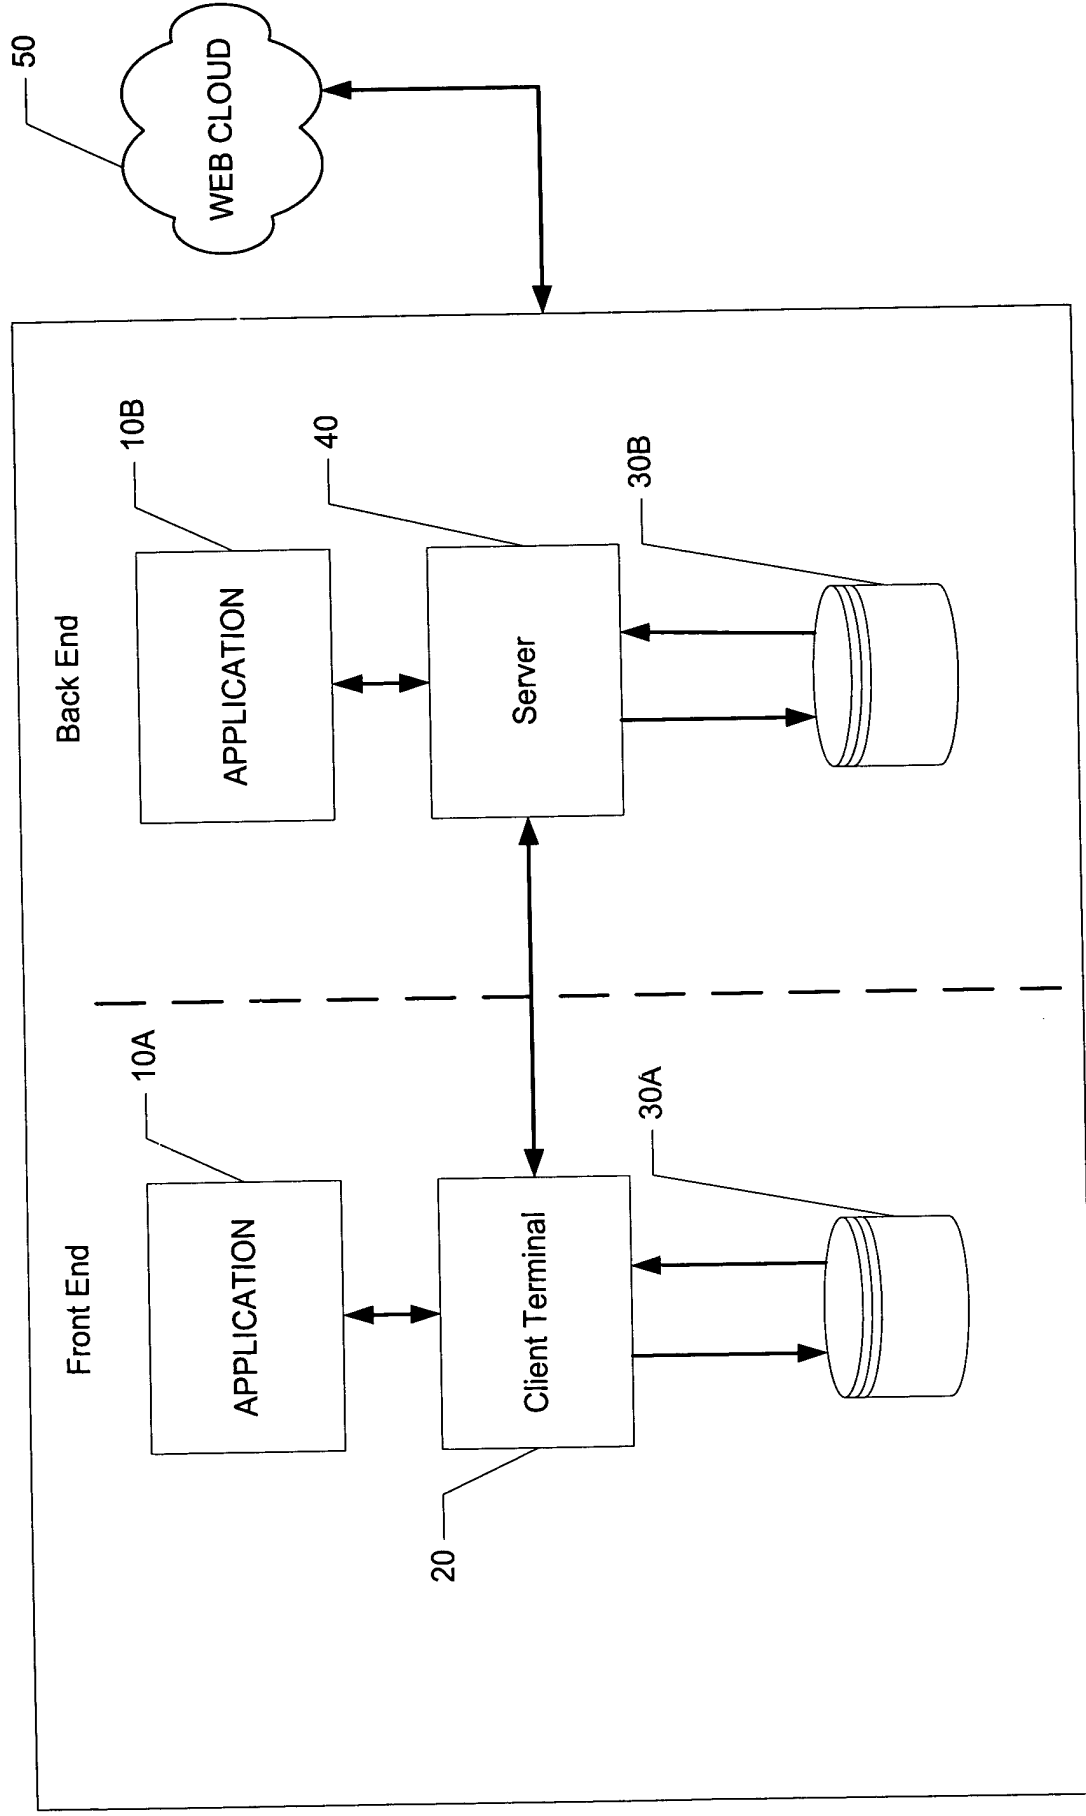 Front End
Back End
50
WEB CLOUD
10A
10B
APPLICATION
APPLICATION
40
20
Client Terminal
Server
30A
30B